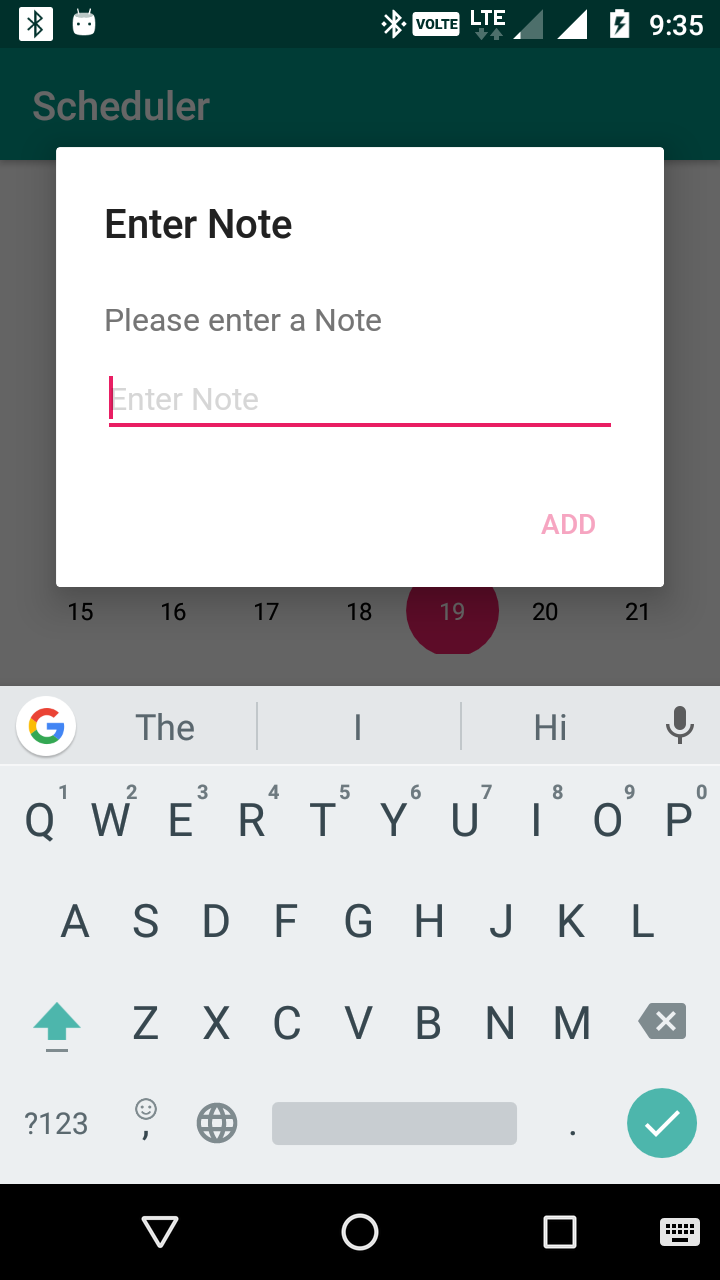 VOLTE LTE 9:35
Scheduler
Enter Note
Please enter a Note
Enter Note
ADD
15 16 17 18 19 20 21
The I Hi
1 2 3 4 5 6 7 8 9 0
Q W E R T Y U I O P
A S D F G H J K L
Z X C V B N M
?123 , .